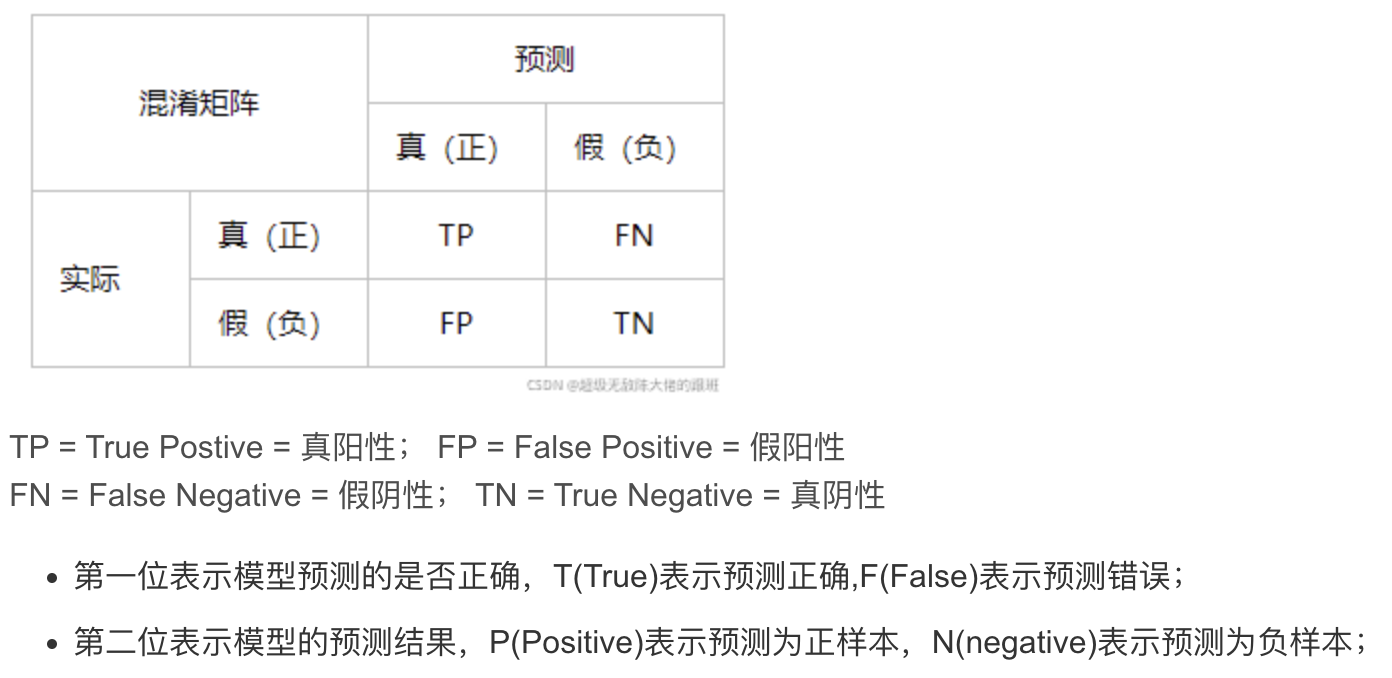 预测
混淆矩阵
真（正） 假（负）
真（正） TP FN
实际
假（负） FP TN
CSDN @超级无敌陈大佬的跟班
TP = True Postive = 真阳性； FP = False Positive = 假阳性
FN = False Negative = 假阴性； TN = True Negative = 真阴性
第一位表示模型预测的是否正确，T(True)表示预测正确,F(False)表示预测错误；
第二位表示模型的预测结果，P(Positive)表示预测为正样本，N(negative)表示预测为负样本；